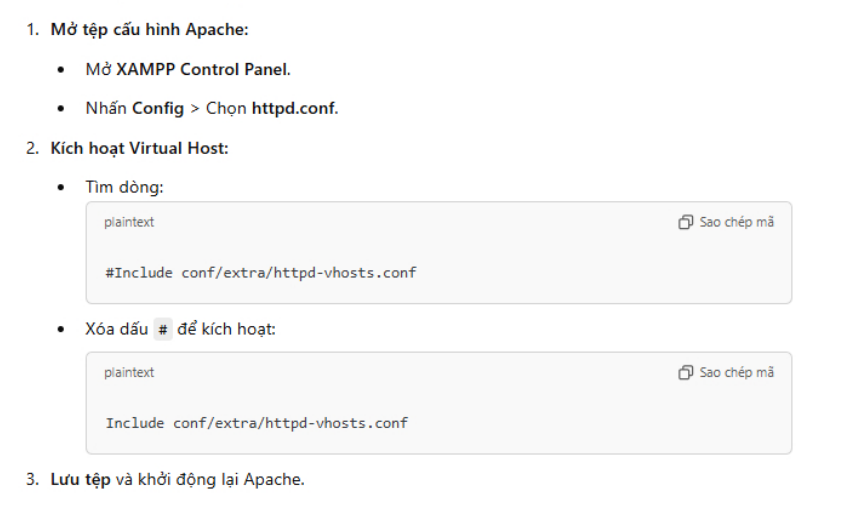 1. Mở tệp cấu hình Apache:
• Mở XAMPP Control Panel.
• Nhấn Config > Chọn httpd.conf.
2. Kích hoạt Virtual Host:
• Tìm dòng:
plaintext Sao chép mã
#Include conf/extra/httpd-vhosts.conf
• Xóa dấu # để kích hoạt:
plaintext Sao chép mã
Include conf/extra/httpd-vhosts.conf
3. Lưu tệp và khởi động lại Apache.